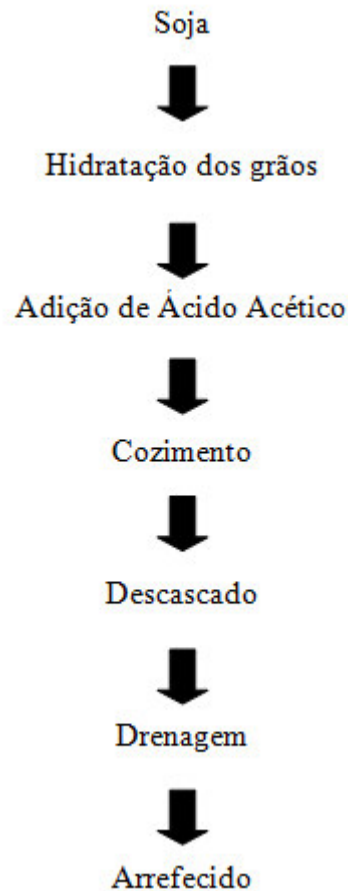 Soja
Hidratação dos grãos
Adição de Ácido Acético
Cozimento
Descascado
Drenagem
Arrefecido